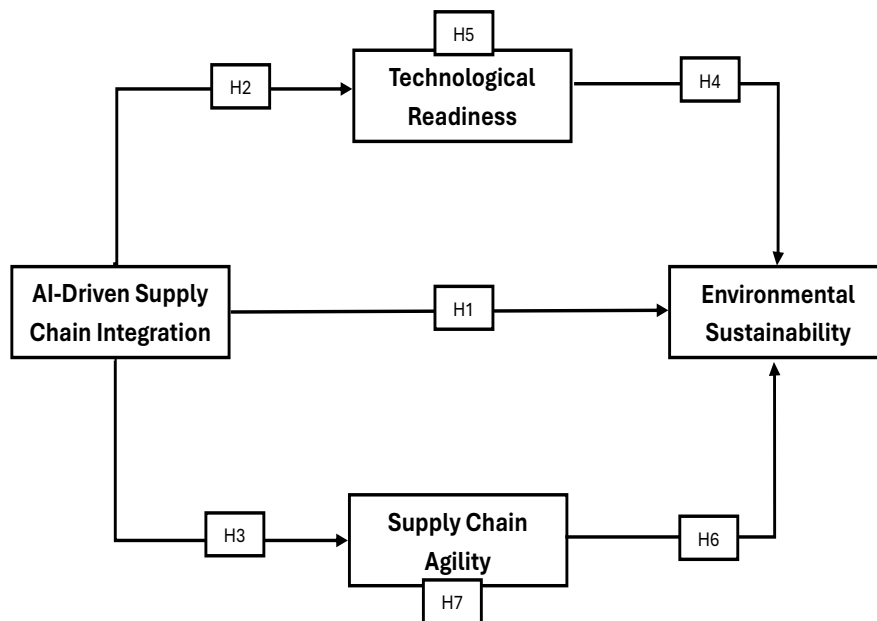 H5
Technological
Readiness
H2
H4
AI-Driven Supply
Chain Integration
H1
Environmental
Sustainability
Supply Chain
Agility
H3
H6
H7